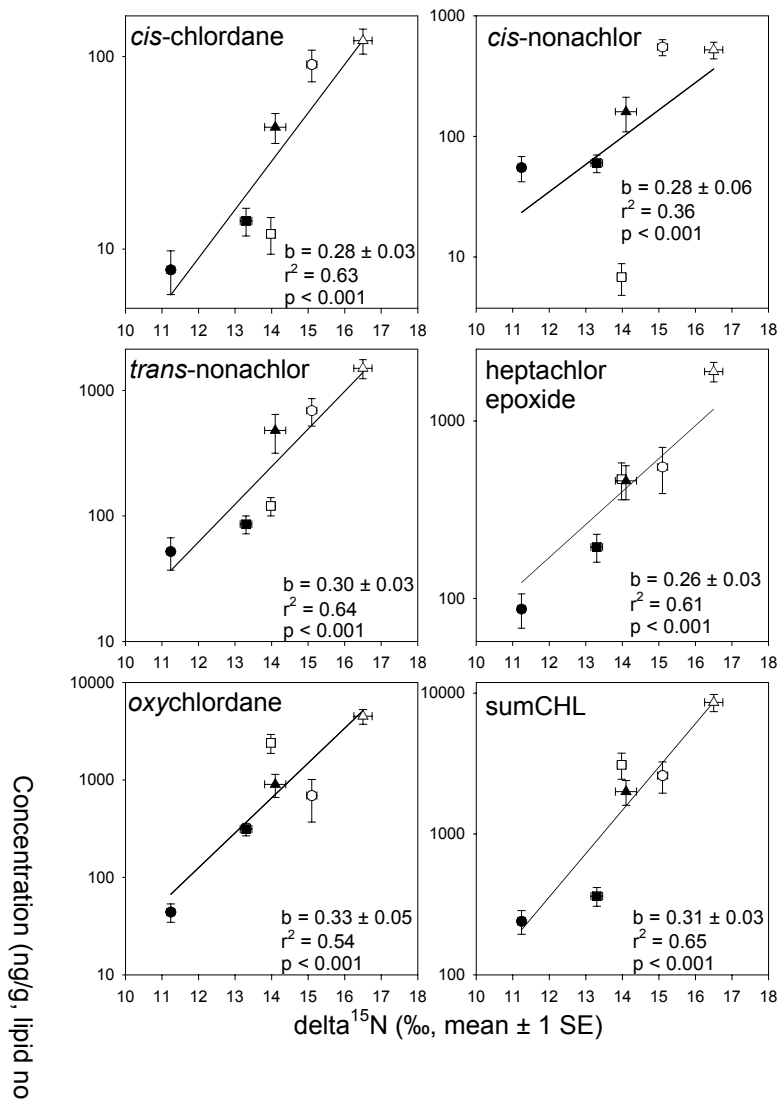 cis-chlordane
100
10
b = 0.28 ± 0.03
r² = 0.63
p < 0.001
10 11 12 13 14 15 16 17 18
cis-nonachlor
1000
100
10
b = 0.28 ± 0.06
r² = 0.36
p < 0.001
10 11 12 13 14 15 16 17 18
trans-nonachlor
1000
100
10
b = 0.30 ± 0.03
r² = 0.64
p < 0.001
10 11 12 13 14 15 16 17 18
heptachlor
epoxide
1000
100
b = 0.26 ± 0.03
r² = 0.61
p < 0.001
10 11 12 13 14 15 16 17 18
oxychlordane
10000
1000
100
10
b = 0.33 ± 0.05
r² = 0.54
p < 0.001
10 11 12 13 14 15 16 17 18
sumCHL
10000
1000
100
b = 0.31 ± 0.03
r² = 0.65
p < 0.001
10 11 12 13 14 15 16 17 18
delta¹⁵N (‰, mean ± 1 SE)
Concentration (ng/g, lipid no